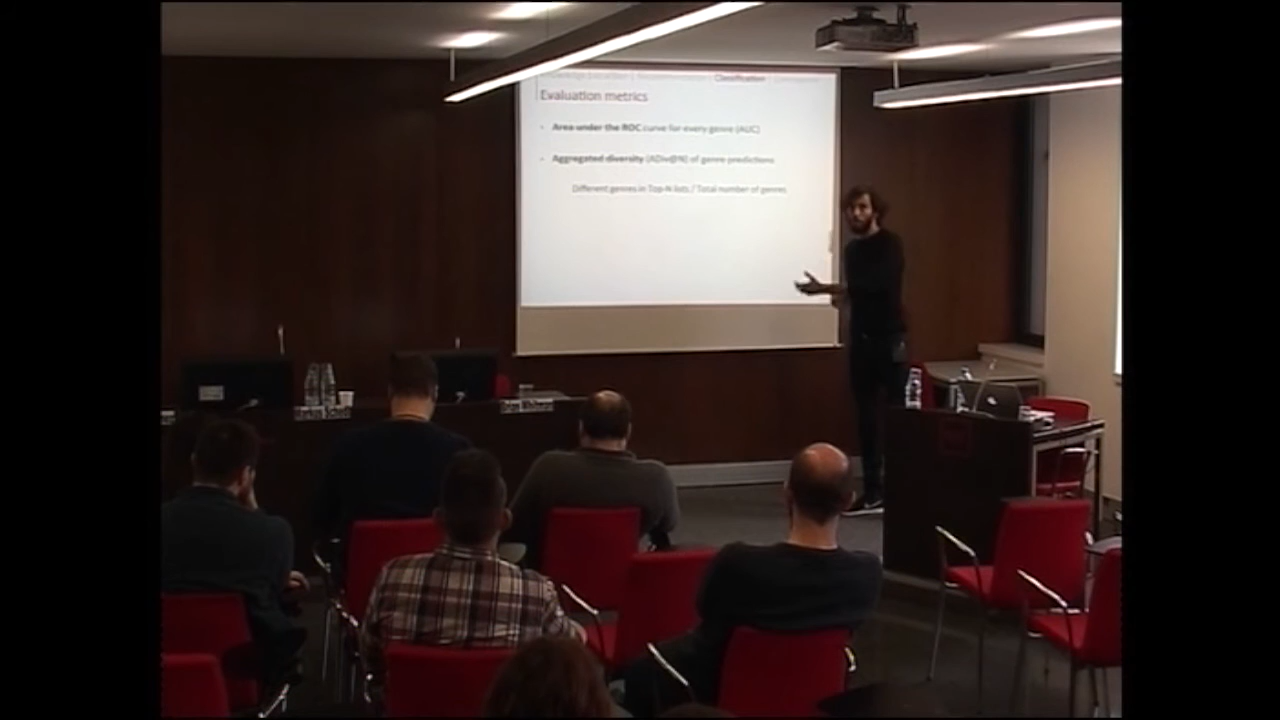 Classification
Evaluation metrics
- Area under the ROC curve for every genre (AUC)
- Aggregated diversity (ADiv@N) of genre predictions
Different genres in Top-N lists / Total number of genres